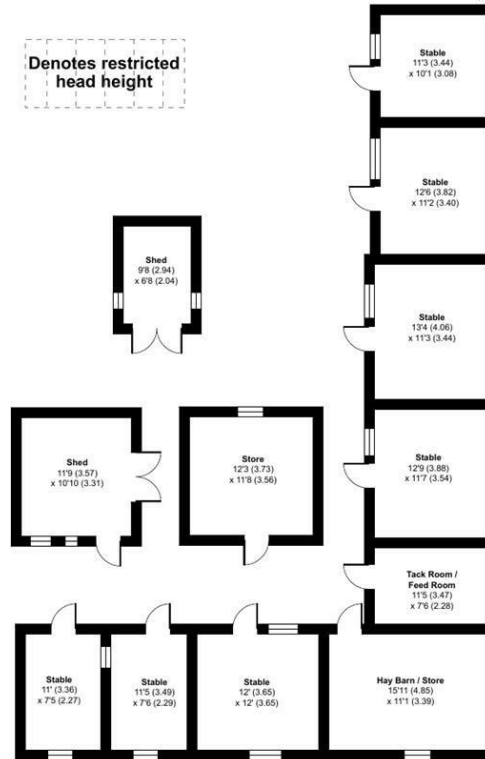 Denotes restricted
head height
Stable
11'3 (3.44)
x 10'1 (3.08)
Stable
12'6 (3.82)
x 11'2 (3.40)
Shed
9'8 (2.94)
x 6'8 (2.04)
Stable
13'4 (4.06)
x 11'3 (3.44)
Shed
11'9 (3.57)
x 10'10 (3.31)
Store
12'3 (3.73)
x 11'8 (3.56)
Stable
12'9 (3.88)
x 11'7 (3.54)
Tack Room /
Feed Room
11'5 (3.47)
x 7'6 (2.28)
Stable
11' (3.36)
x 7'5 (2.27)
Stable
11'5 (3.49)
x 7'6 (2.29)
Stable
12' (3.65)
x 12' (3.65)
Hay Barn / Store
15'11 (4.85)
x 11'1 (3.39)